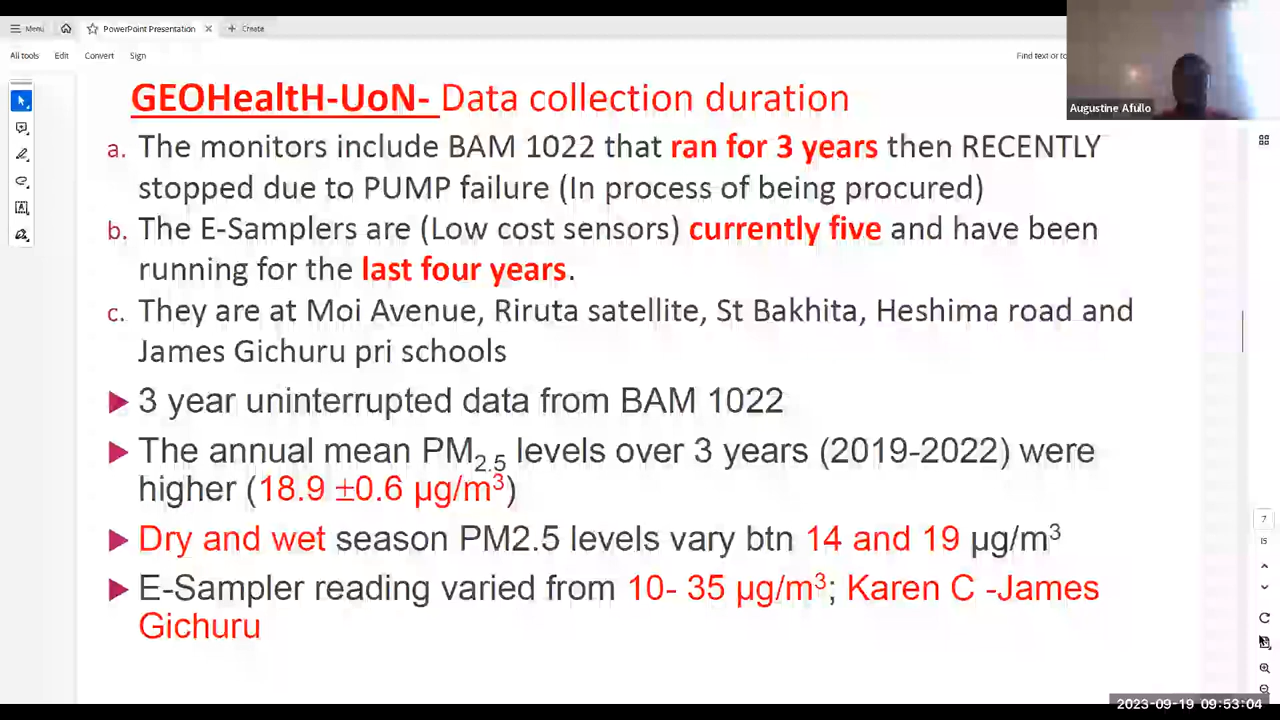 Menu
PowerPoint Presentation
Create
All tools
Edit
Convert
Sign
Find text or to
Augustine Afullo
GEOHealtH-UoN- Data collection duration
a. The monitors include BAM 1022 that ran for 3 years then RECENTLY
stopped due to PUMP failure (In process of being procured)
b. The E-Samplers are (Low cost sensors) currently five and have been
running for the last four years.
c. They are at Moi Avenue, Riruta satellite, St Bakhita, Heshima road and
James Gichuru pri schools
3 year uninterrupted data from BAM 1022
The annual mean PM2.5 levels over 3 years (2019-2022) were
higher (18.9 ±0.6 µg/m³)
Dry and wet season PM2.5 levels vary btn 14 and 19 µg/m³
E-Sampler reading varied from 10- 35 µg/m³; Karen C -James
Gichuru
7
15
2023-09-19 09:53:04